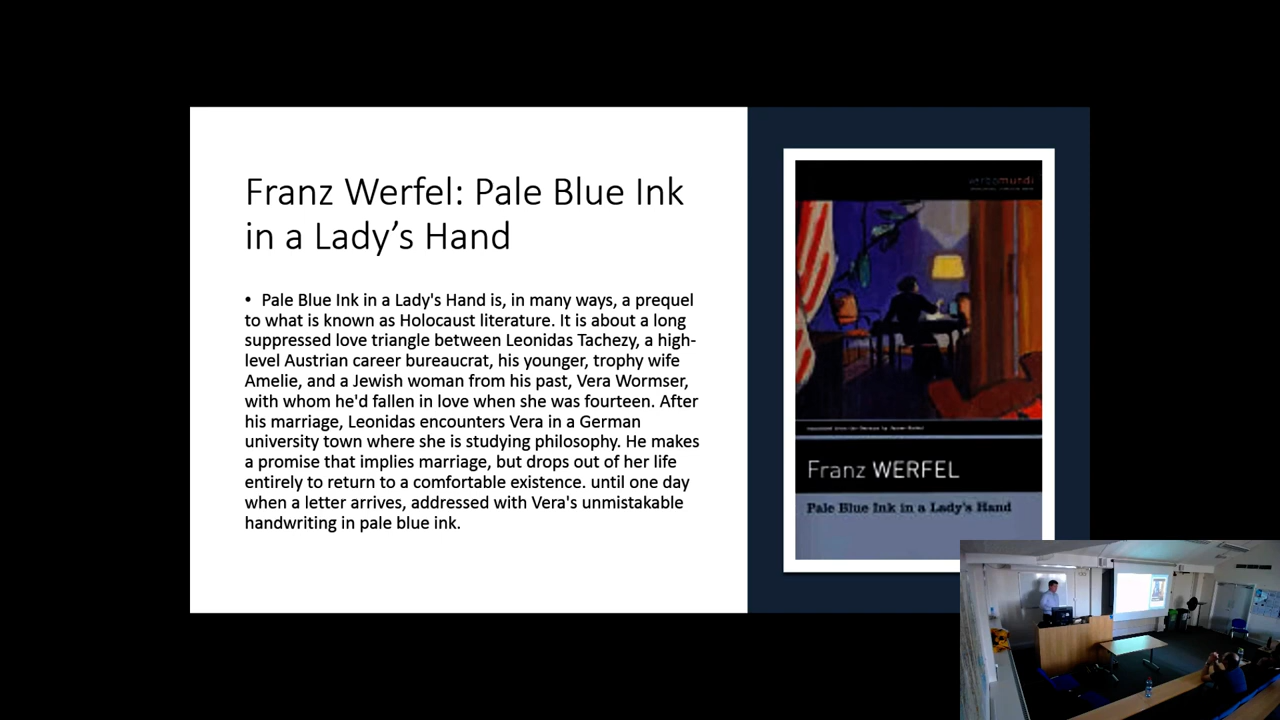 Franz Werfel: Pale Blue Ink
in a Lady’s Hand
• Pale Blue Ink in a Lady's Hand is, in many ways, a prequel
to what is known as Holocaust literature. It is about a long
suppressed love triangle between Leonidas Tachezy, a high-
level Austrian career bureaucrat, his younger, trophy wife
Amelie, and a Jewish woman from his past, Vera Wormser,
with whom he'd fallen in love when she was fourteen. After
his marriage, Leonidas encounters Vera in a German
university town where she is studying philosophy. He makes
a promise that implies marriage, but drops out of her life
entirely to return to a comfortable existence. until one day
when a letter arrives, addressed with Vera's unmistakable
handwriting in pale blue ink.
vertomundi
Franz WERFEL
Pale Blue Ink in a Lady's Hand